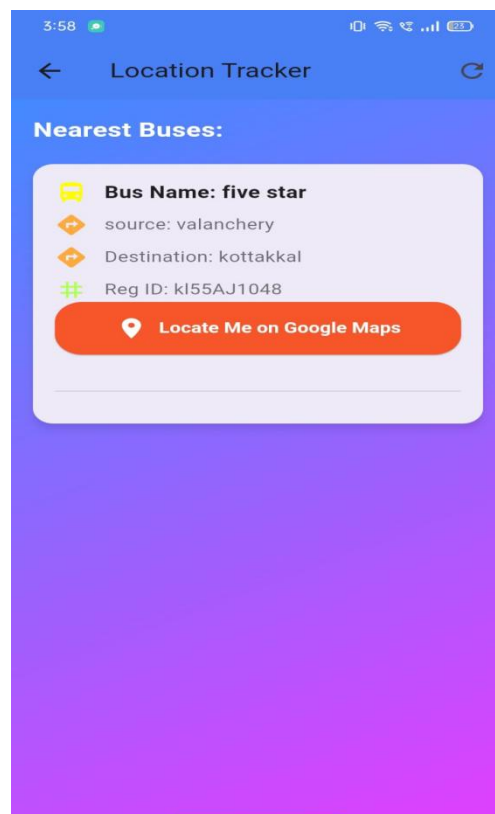 3:58
23
Location Tracker
Nearest Buses:
Bus Name: five star
source: valanchery
Destination: kottakkal
# Reg ID: kl55AJ1048
Locate Me on Google Maps